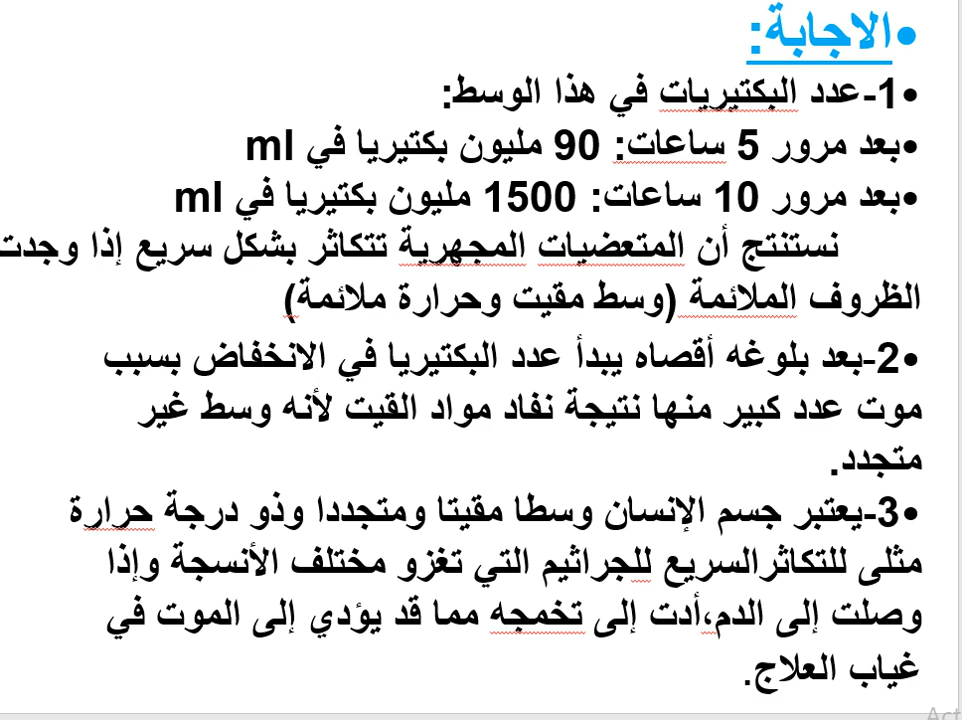 •الاجابة:
•1-عدد البكتيريات في هذا الوسط:
•بعد مرور 5 ساعات: 90 مليون بكتيريا في ml
•بعد مرور 10 ساعات: 1500 مليون بكتيريا في ml
نستنتج أن المتعضيات المجهرية تتكاثر بشكل سريع إذا وجدت
الظروف الملائمة (وسط مقيت وحرارة ملائمة)
•2-بعد بلوغه أقصاه يبدأ عدد البكتيريا في الانخفاض بسبب
موت عدد كبير منها نتيجة نفاد مواد القيت لأنه وسط غير
متجدد.
•3-يعتبر جسم الإنسان وسطا مقيتا ومتجددا وذو درجة حرارة
مثلى للتكاثرالسريع للجراثيم التي تغزو مختلف الأنسجة وإذا
وصلت إلى الدم،أدت إلى تخمجه مما قد يؤدي إلى الموت في
غياب العلاج.
Act